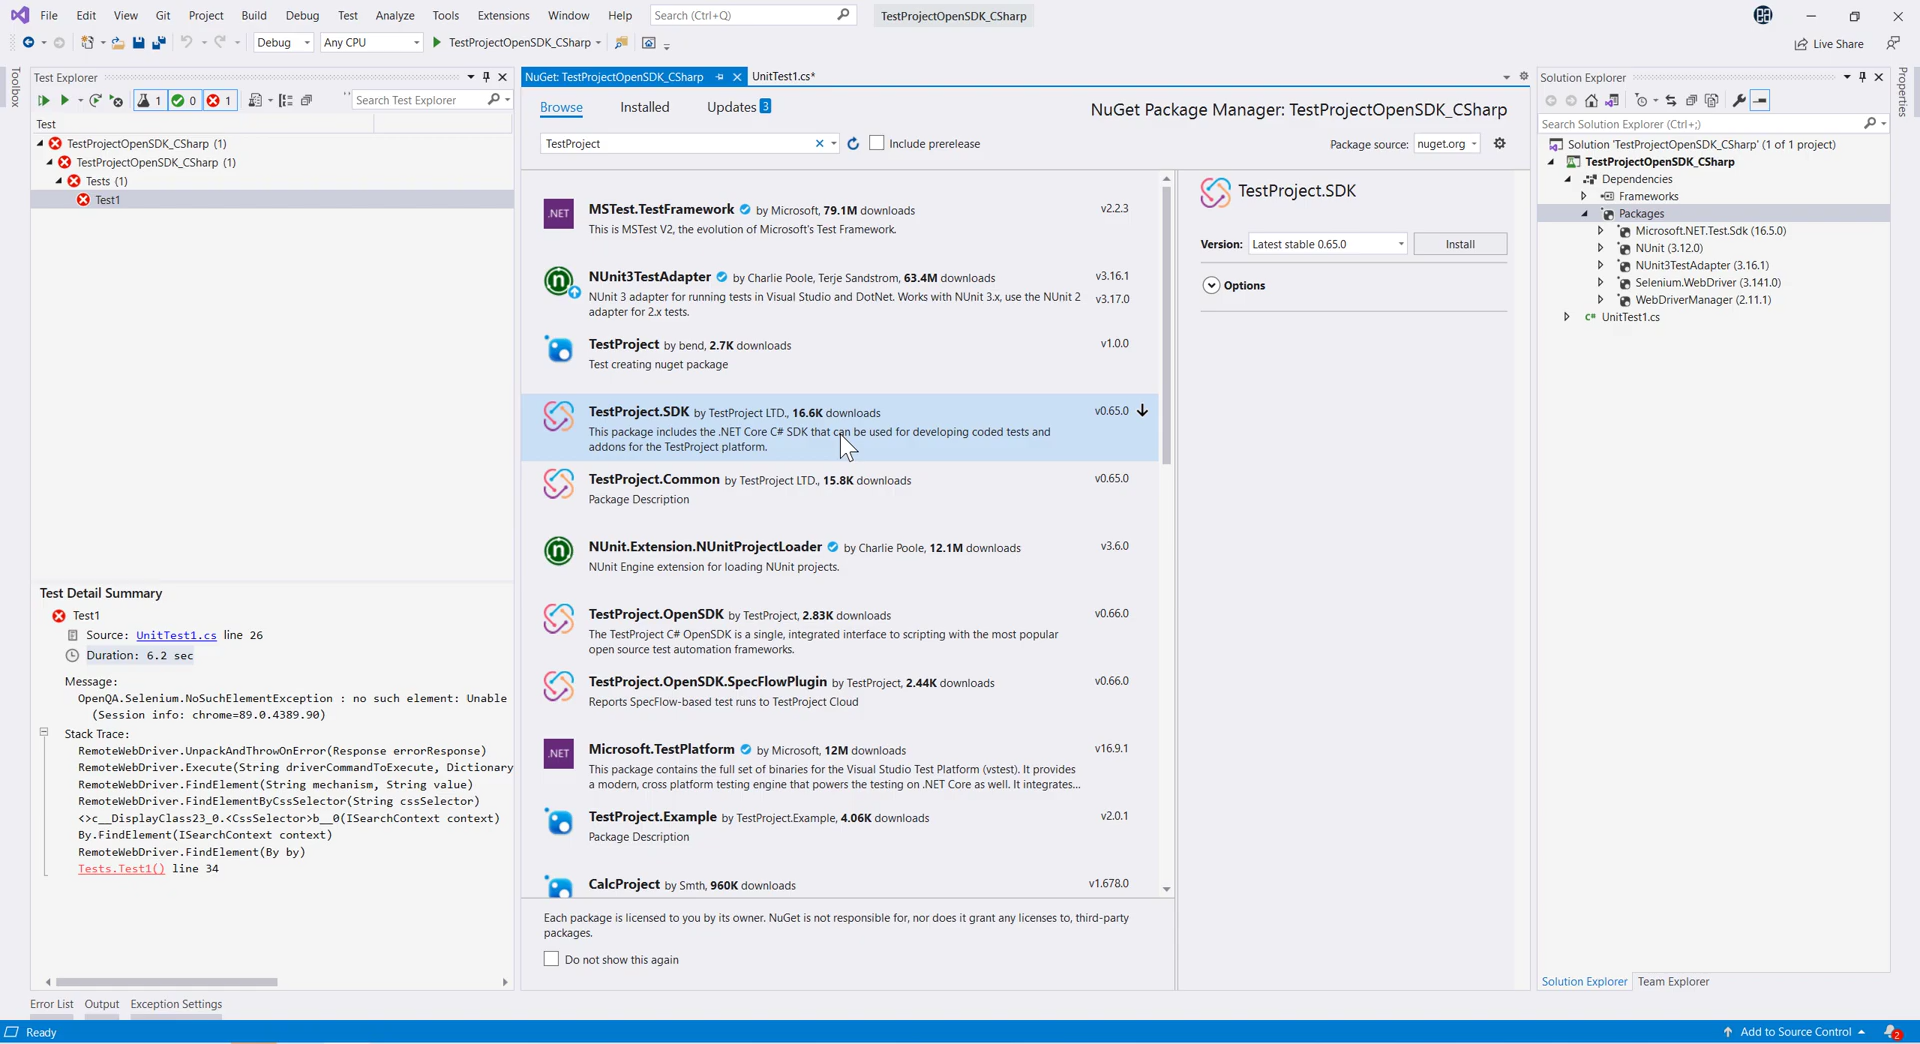 File Edit View Git Project Build Debug Test Analyze Tools Extensions Window Help Search (Ctrl+Q) TestProjectOpenSDK_CSharp
Debug Any CPU TestProjectOpenSDK_CSharp Live Share
Toolbox
Test Explorer
1 0 1 Search Test Explorer
Test
TestProjectOpenSDK_CSharp (1)
TestProjectOpenSDK_CSharp (1)
Tests (1)
Test1
Test Detail Summary
Test1
Source: UnitTest1.cs line 26
Duration: 6.2 sec
Message:
OpenQA.Selenium.NoSuchElementException : no such element: Unable
(Session info: chrome=89.0.4389.90)
Stack Trace:
RemoteWebDriver.UnpackAndThrowOnError(Response errorResponse)
RemoteWebDriver.Execute(String driverCommandToExecute, Dictionary
RemoteWebDriver.FindElement(String mechanism, String value)
RemoteWebDriver.FindElementByCssSelector(String cssSelector)
<>c__DisplayClass23_0.<CssSelector>b__0(ISearchContext context)
By.FindElement(ISearchContext context)
RemoteWebDriver.FindElement(By by)
Tests.Test1() line 34
NuGet: TestProjectOpenSDK_CSharp UnitTest1.cs*
Browse Installed Updates 3 NuGet Package Manager: TestProjectOpenSDK_CSharp
TestProject Include prerelease Package source: nuget.org
.NET MSTest.TestFramework by Microsoft, 79.1M downloads v2.2.3
This is MSTest V2, the evolution of Microsoft's Test Framework.
n NUnit3TestAdapter by Charlie Poole, Terje Sandstrom, 63.4M downloads v3.16.1
NUnit 3 adapter for running tests in Visual Studio and DotNet. Works with NUnit 3.x, use the NUnit 2 v3.17.0
adapter for 2.x tests.
TestProject by bend, 2.7K downloads v1.0.0
Test creating nuget package
TestProject.SDK by TestProject LTD., 16.6K downloads v0.65.0
This package includes the .NET Core C# SDK that can be used for developing coded tests and
addons for the TestProject platform.
TestProject.Common by TestProject LTD., 15.8K downloads v0.65.0
Package Description
n NUnit.Extension.NUnitProjectLoader by Charlie Poole, 12.1M downloads v3.6.0
NUnit Engine extension for loading NUnit projects.
TestProject.OpenSDK by TestProject, 2.83K downloads v0.66.0
The TestProject C# OpenSDK is a single, integrated interface to scripting with the most popular
open source test automation frameworks.
TestProject.OpenSDK.SpecFlowPlugin by TestProject, 2.44K downloads v0.66.0
Reports SpecFlow-based test runs to TestProject Cloud
.NET Microsoft.TestPlatform by Microsoft, 12M downloads v16.9.1
This package contains the full set of binaries for the Visual Studio Test Platform (vstest). It provides
a modern, cross platform testing engine that powers the testing on .NET Core as well. It integrates...
TestProject.Example by TestProject.Example, 4.06K downloads v2.0.1
Package Description
CalcProject by Smth, 960K downloads v1.678.0
Each package is licensed to you by its owner. NuGet is not responsible for, nor does it grant any licenses to, third-party
packages.
Do not show this again
TestProject.SDK
Version: Latest stable 0.65.0 Install
Options
Solution Explorer
Search Solution Explorer (Ctrl+;)
Solution 'TestProjectOpenSDK_CSharp' (1 of 1 project)
TestProjectOpenSDK_CSharp
Dependencies
Frameworks
Packages
Microsoft.NET.Test.Sdk (16.5.0)
NUnit (3.12.0)
NUnit3TestAdapter (3.16.1)
Selenium.WebDriver (3.141.0)
WebDriverManager (2.11.1)
C# UnitTest1.cs
Solution Explorer Team Explorer
Properties
Error List Output Exception Settings
Ready Add to Source Control 2